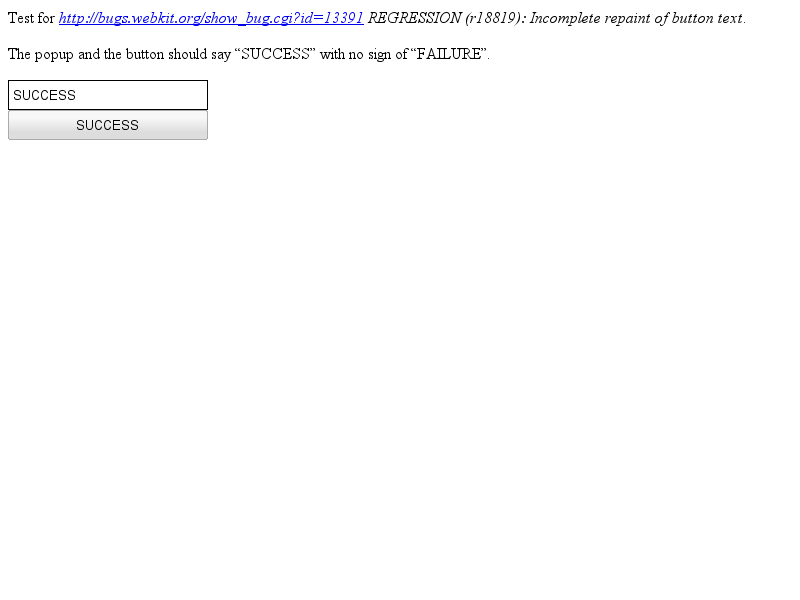 Test for http://bugs.webkit.org/show_bug.cgi?id=13391 REGRESSION (r18819): Incomplete repaint of button text.
The popup and the button should say “SUCCESS” with no sign of “FAILURE”.
SUCCESS
SUCCESS